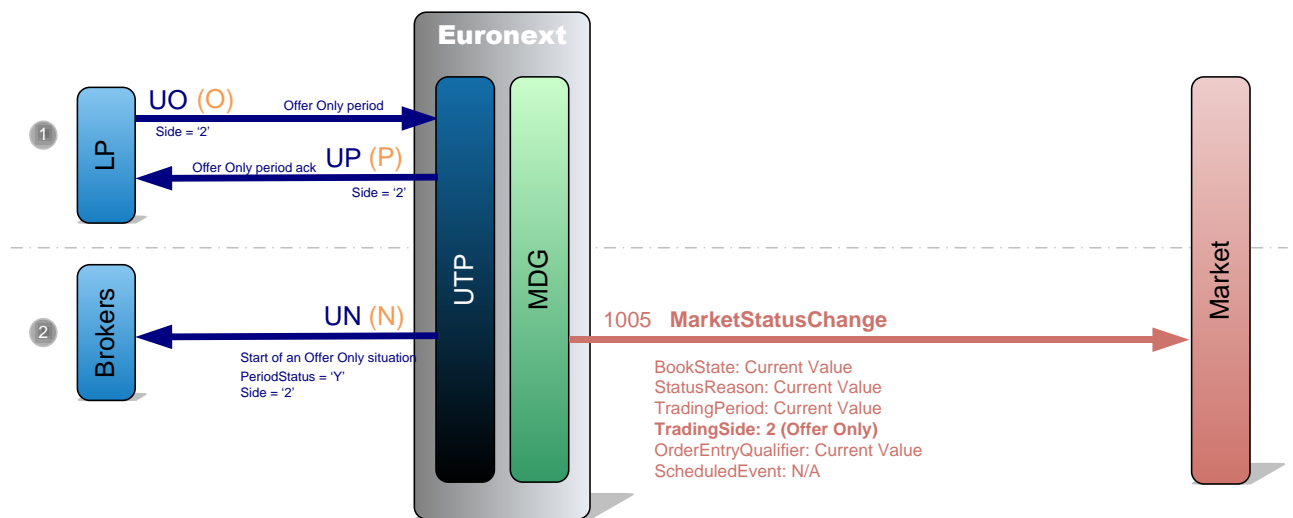 Euronext
1
LP
UO (O)
Offer Only period
Side = ‘2’
UP (P)
Offer Only period ack
Side = ‘2’
UTP
MDG
Market
2
Brokers
UN (N)
Start of an Offer Only situation
PeriodStatus = ‘Y’
Side = ‘2’
1005 MarketStatusChange
BookState: Current Value
StatusReason: Current Value
TradingPeriod: Current Value
TradingSide: 2 (Offer Only)
OrderEntryQualifier: Current Value
ScheduledEvent: N/A